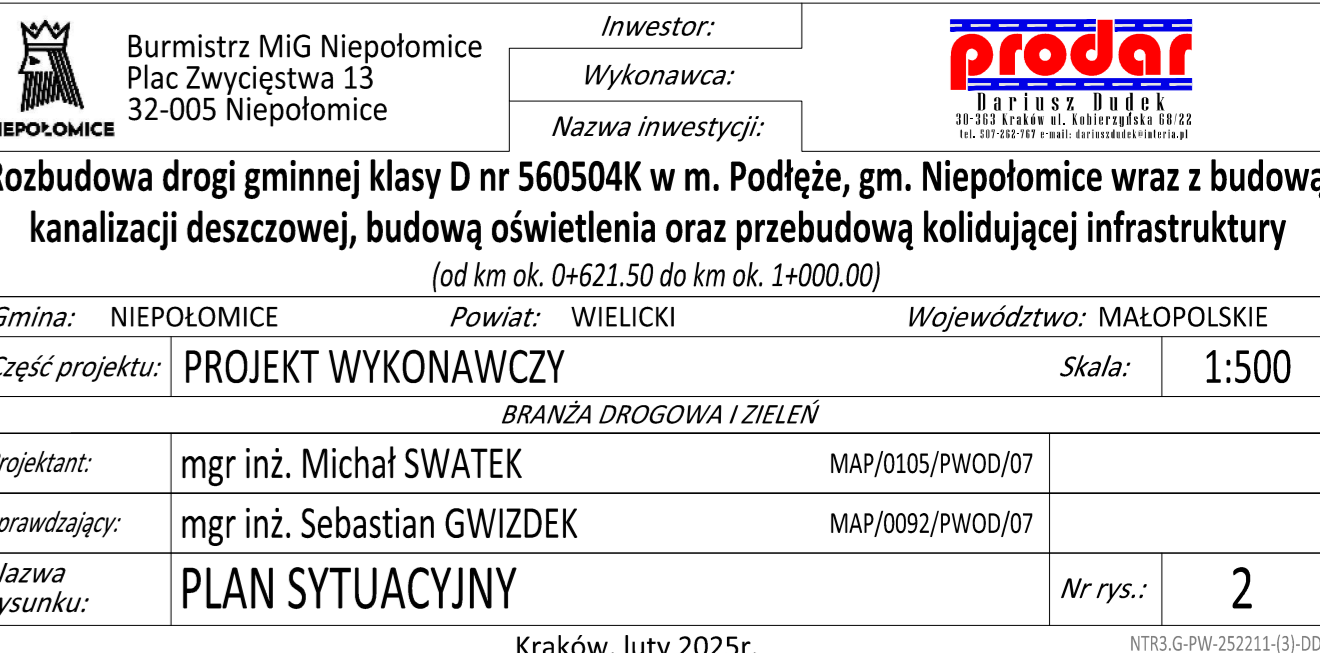 Burmistrz MiG Niepołomice
Plac Zwycięstwa 13
32-005 Niepołomice
NIEPOŁOMICE
Inwestor:
Wykonawca:
Nazwa inwestycji:
prodar
Dariusz Dudek
30-363 Kraków ul. Kobierzyńska 68/22
tel. 507-262-767 e-mail: dariuszdudek@interia.pl
Rozbudowa drogi gminnej klasy D nr 560504K w m. Podłęże, gm. Niepołomice wraz z budową
kanalizacji deszczowej, budową oświetlenia oraz przebudową kolidującej infrastruktury
(od km ok. 0+621.50 do km ok. 1+000.00)
Gmina: NIEPOŁOMICE Powiat: WIELICKI Województwo: MAŁOPOLSKIE
Część projektu: PROJEKT WYKONAWCZY Skala: 1:500
BRANŻA DROGOWA I ZIELEŃ
Projektant: mgr inż. Michał SWATEK MAP/0105/PWOD/07
Sprawdzający: mgr inż. Sebastian GWIZDEK MAP/0092/PWOD/07
Nazwa
rysunku: PLAN SYTUACYJNY Nr rys.: 2
Kraków, luty 2025r.
NTR3.G-PW-252211-(3)-DD